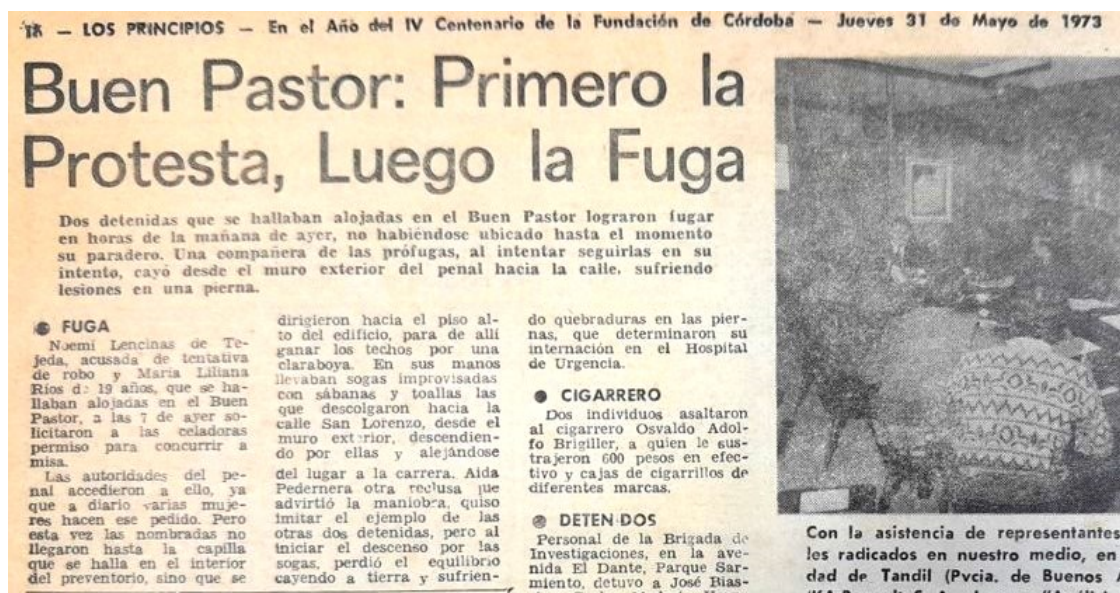 18 — LOS PRINCIPIOS — En el Año del IV Centenario de la Fundación de Córdoba — Jueves 31 de Mayo de 1973
Buen Pastor: Primero la
Protesta, Luego la Fuga
Dos detenidas que se hallaban alojadas en el Buen Pastor lograron fugar
en horas de la mañana de ayer, no habiéndose ubicado hasta el momento
su paradero. Una compañera de las prófugas, al intentar seguirlas en su
intento, cayó desde el muro exterior del penal hacia la calle, sufriendo
lesiones en una pierna.
● FUGA
Noemí Lencinas de Te-
jeda, acusada de tentativa
de robo y María Liliana
Ríos de 19 años, que se ha-
llaban alojadas en el Buen
Pastor, a las 7 de ayer so-
licitaron a las celadoras
permiso para concurrir a
misa.
Las autoridades del pe-
nal accedieron a ello, ya
que a diario varias muje-
res hacen ese pedido. Pero
esta vez las nombradas no
llegaron hasta la capilla
que se halla en el interior
del preventorio, sino que se
dirigieron hacia el piso al-
to del edificio, para de allí
ganar los techos por una
claraboya. En sus manos
llevaban sogas improvisadas
con sábanas y toallas las
que descolgaron hacia la
calle San Lorenzo, desde el
muro exterior, descendien-
do por ellas y alejándose
del lugar a la carrera. Aida
Pedernera otra reclusa que
advirtió la maniobra, quiso
imitar el ejemplo de las
otras dos detenidas, pero al
iniciar el descenso por las
sogas, perdió el equilibrio
cayendo a tierra y sufrien-
do quebraduras en las pier-
nas, que determinaron su
internación en el Hospital
de Urgencia.
● CIGARRERO
Dos individuos asaltaron
al cigarrero Osvaldo Adol-
fo Brigiller, a quien le sus-
trajeron 600 pesos en efec-
tivo y cajas de cigarrillos de
diferentes marcas.
● DETENIDOS
Personal de la Brigada de
Investigaciones, en la ave-
nida El Dante, Parque Sar-
miento, detuvo a José Bias-
Con la asistencia de representantes
les radicados en nuestro medio, en
dad de Tandil (Pvcia. de Buenos